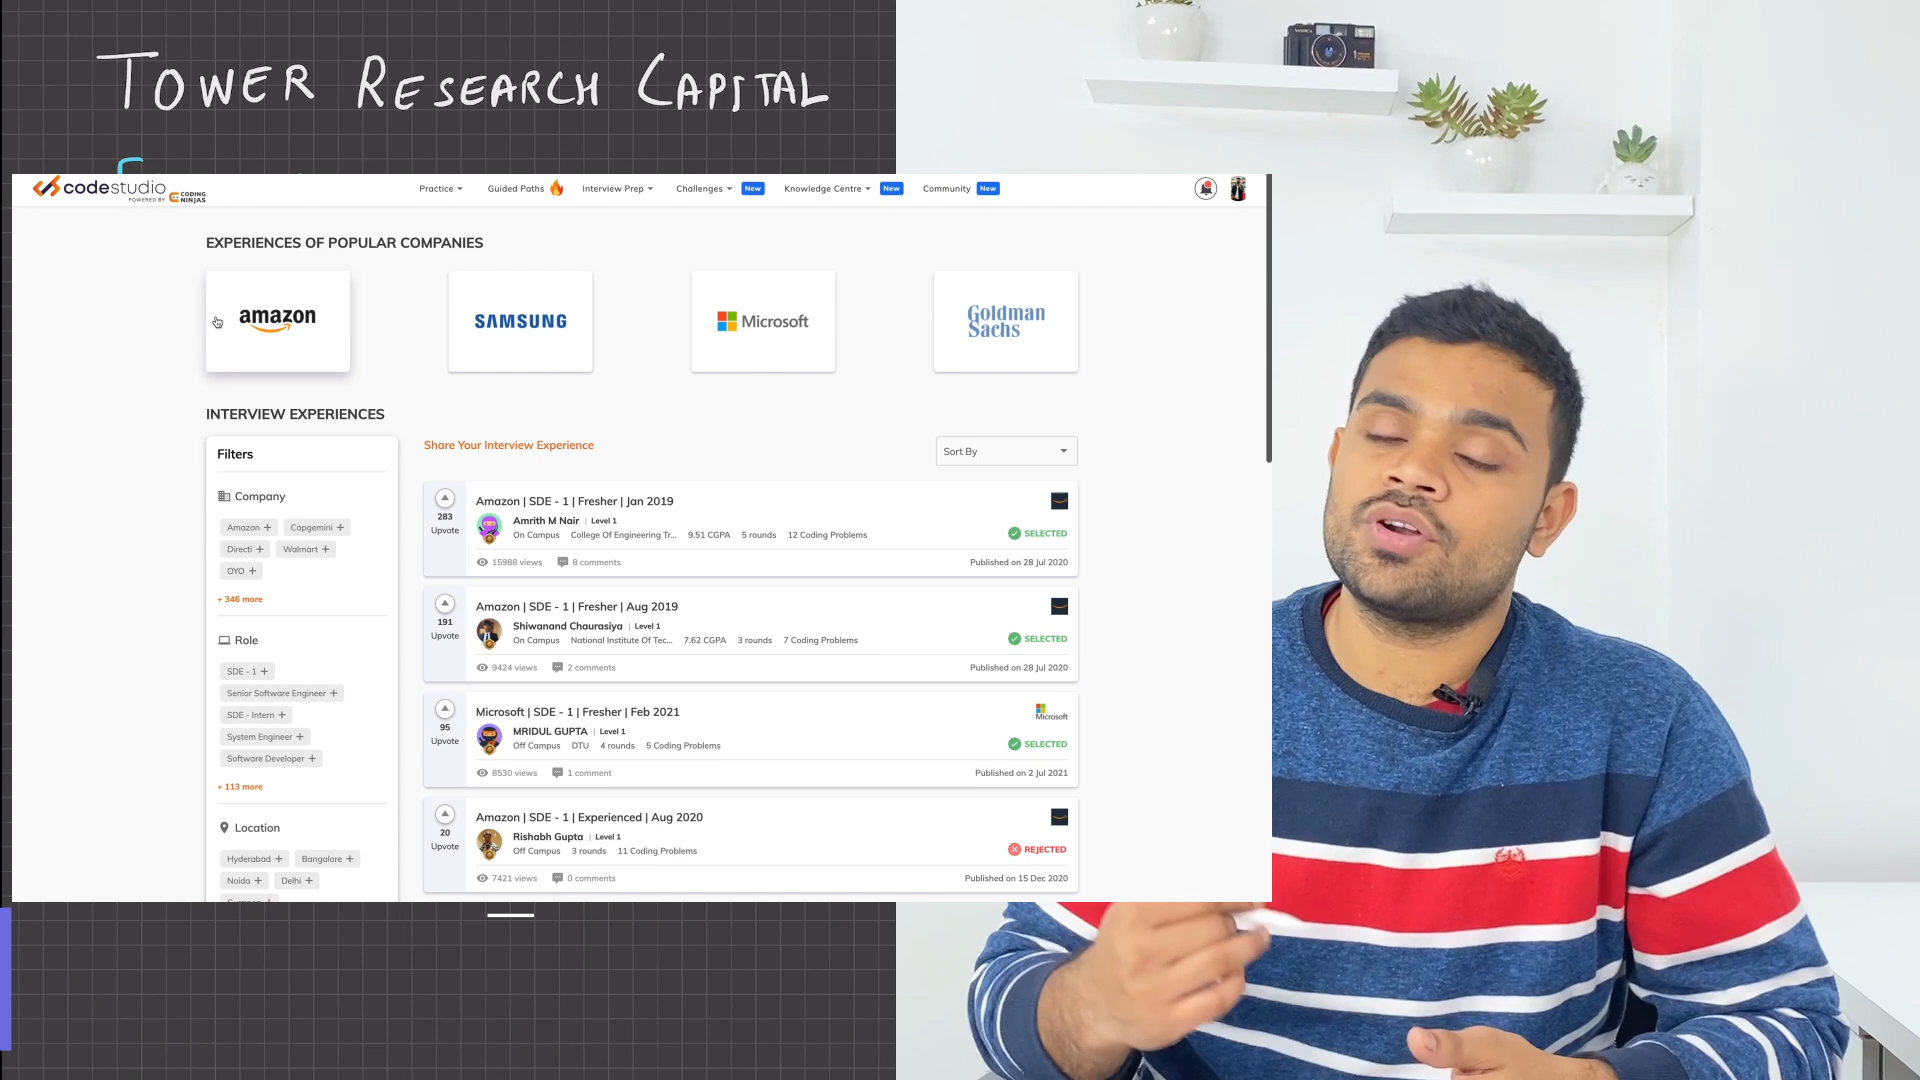 TOWER RESEARCH CAPITAL
codestudio
POWERED BY CODING NINJAS
Practice Guided Paths Interview Prep Challenges New Knowledge Centre New Community New
EXPERIENCES OF POPULAR COMPANIES
amazon
SAMSUNG
Microsoft
Goldman Sachs
INTERVIEW EXPERIENCES
Filters
Company
Amazon + Capgemini +
Directi + Walmart +
OYO +
+ 346 more
Role
SDE - 1 +
Senior Software Engineer +
SDE - Intern +
System Engineer +
Software Developer +
+ 113 more
Location
Hyderabad + Bangalore +
Noida + Delhi +
Share Your Interview Experience
Sort By
Amazon | SDE - 1 | Fresher | Jan 2019
283
Upvote
Amrith M Nair | Level 1
On Campus College Of Engineering Tr... 9.51 CGPA 5 rounds 12 Coding Problems
SELECTED
15988 views 8 comments
Published on 28 Jul 2020
Amazon | SDE - 1 | Fresher | Aug 2019
191
Upvote
Shiwanand Chaurasiya | Level 1
On Campus National Institute Of Tec... 7.62 CGPA 3 rounds 7 Coding Problems
SELECTED
9424 views 2 comments
Published on 28 Jul 2020
Microsoft | SDE - 1 | Fresher | Feb 2021
Microsoft
95
Upvote
MRIDUL GUPTA | Level 1
Off Campus DTU 4 rounds 5 Coding Problems
SELECTED
8530 views 1 comment
Published on 2 Jul 2021
Amazon | SDE - 1 | Experienced | Aug 2020
20
Upvote
Rishabh Gupta | Level 1
Off Campus 3 rounds 11 Coding Problems
REJECTED
7421 views 0 comments
Published on 15 Dec 2020